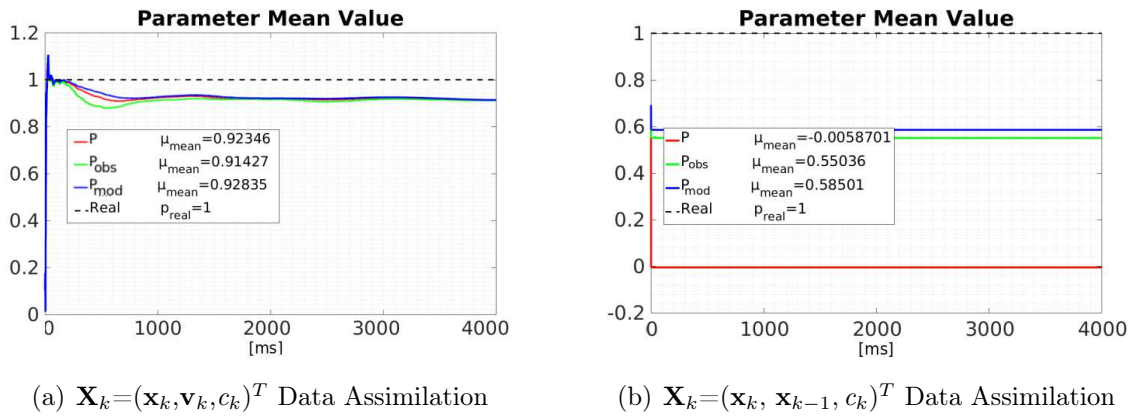 Parameter Mean Value
1.2
1
0.8
0.6
0.4
0.2
0
P μmean=0.92346
Pobs μmean=0.91427
Pmod μmean=0.92835
Real preal=1
0 1000 2000 3000 4000
[ms]
(a) Xk=(xk,vk,ck)T Data Assimilation
Parameter Mean Value
1
0.8
0.6
0.4
0.2
0
-0.2
P μmean=-0.0058701
Pobs μmean=0.55036
Pmod μmean=0.58501
Real preal=1
0 1000 2000 3000 4000
[ms]
(b) Xk=(xk, xk−1, ck)T Data Assimilation